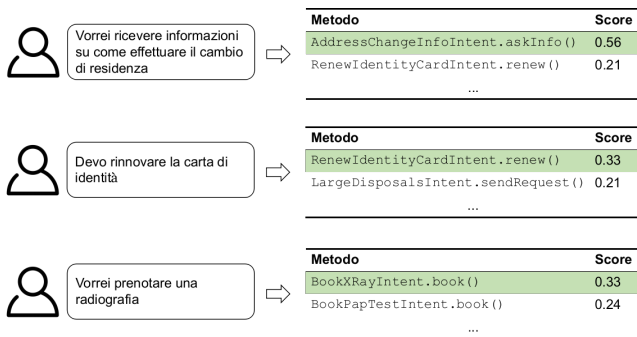 Vorrei ricevere informazioni
su come effettuare il cambio
di residenza
Metodo Score
AddressChangeInfoIntent.askInfo() 0.56
RenewIdentityCardIntent.renew() 0.21
...
Devo rinnovare la carta di
identità
Metodo Score
RenewIdentityCardIntent.renew() 0.33
LargeDisposalsIntent.sendRequest() 0.21
...
Vorrei prenotare una
radiografia
Metodo Score
BookXRayIntent.book() 0.33
BookPapTestIntent.book() 0.24
...